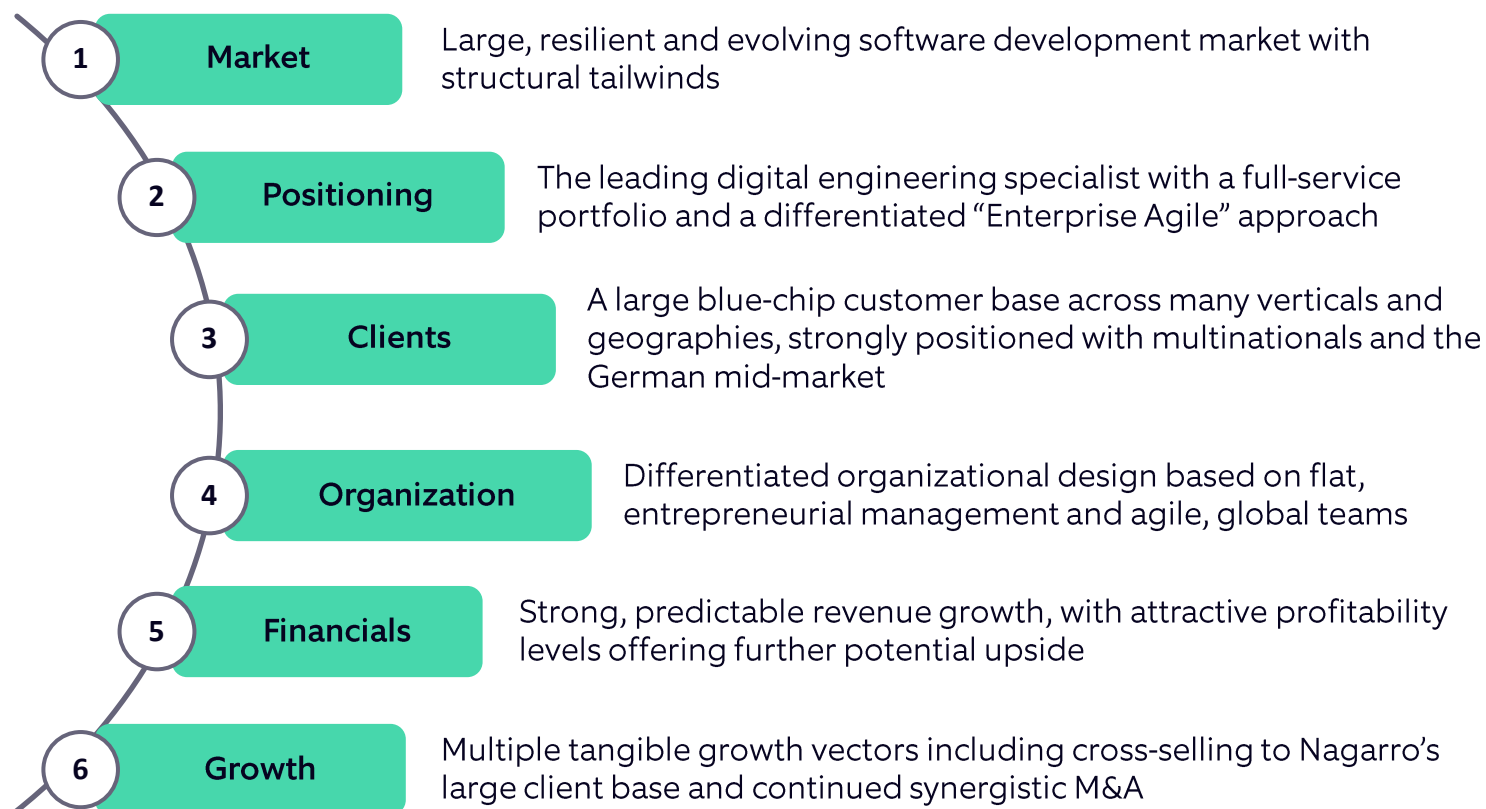 1
Market
Large, resilient and evolving software development market with
structural tailwinds
2
Positioning
The leading digital engineering specialist with a full-service
portfolio and a differentiated “Enterprise Agile” approach
3
Clients
A large blue-chip customer base across many verticals and
geographies, strongly positioned with multinationals and the
German mid-market
4
Organization
Differentiated organizational design based on flat,
entrepreneurial management and agile, global teams
5
Financials
Strong, predictable revenue growth, with attractive profitability
levels offering further potential upside
6
Growth
Multiple tangible growth vectors including cross-selling to Nagarro’s
large client base and continued synergistic M&A